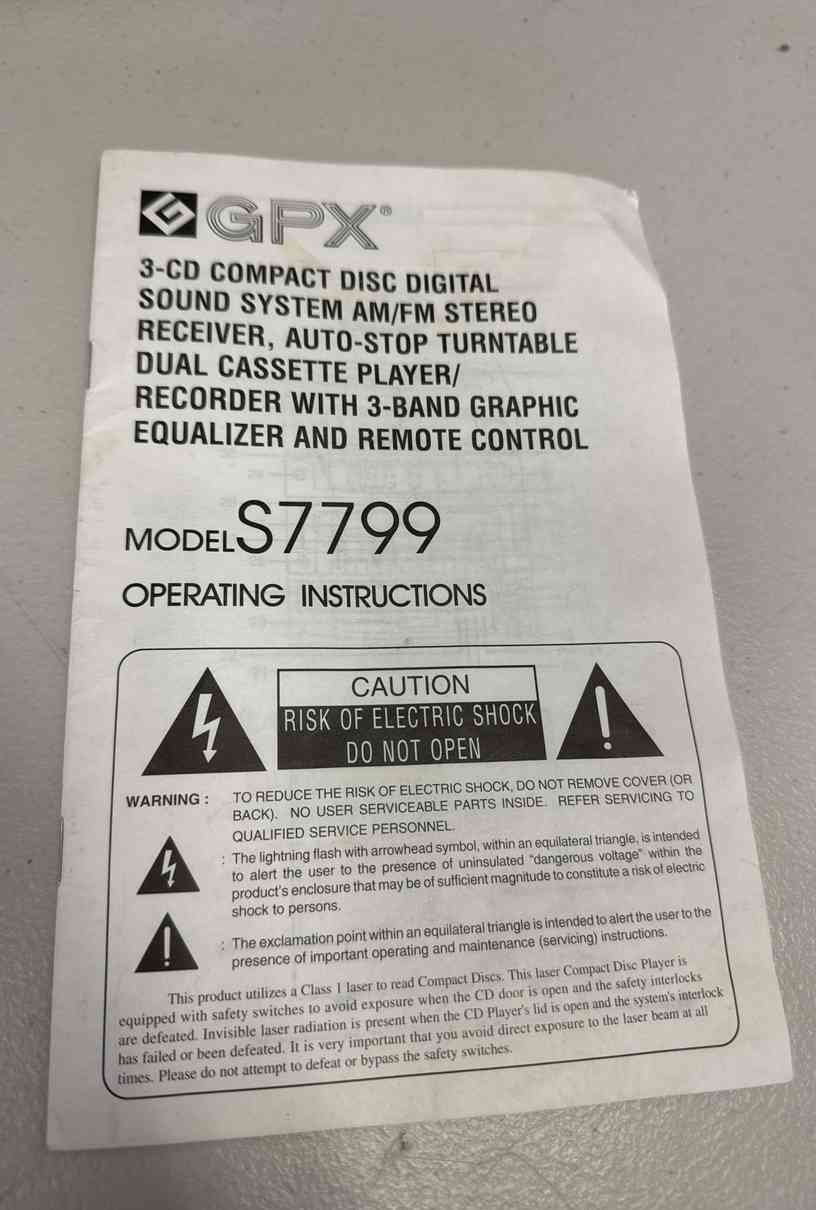 GPX®
3-CD COMPACT DISC DIGITAL
SOUND SYSTEM AM/FM STEREO
RECEIVER, AUTO-STOP TURNTABLE
DUAL CASSETTE PLAYER/
RECORDER WITH 3-BAND GRAPHIC
EQUALIZER AND REMOTE CONTROL
MODEL S7799
OPERATING INSTRUCTIONS
CAUTION
RISK OF ELECTRIC SHOCK
DO NOT OPEN
WARNING : TO REDUCE THE RISK OF ELECTRIC SHOCK, DO NOT REMOVE COVER (OR
BACK). NO USER SERVICEABLE PARTS INSIDE. REFER SERVICING TO
QUALIFIED SERVICE PERSONNEL.
: The lightning flash with arrowhead symbol, within an equilateral triangle, is intended
to alert the user to the presence of uninsulated “dangerous voltage” within the
product's enclosure that may be of sufficient magnitude to constitute a risk of electric
shock to persons.
: The exclamation point within an equilateral triangle is intended to alert the user to the
presence of important operating and maintenance (servicing) instructions.
This product utilizes a Class 1 laser to read Compact Discs. This laser Compact Disc Player is
equipped with safety switches to avoid exposure when the CD door is open and the safety interlocks
are defeated. Invisible laser radiation is present when the CD Player's lid is open and the system's interlock
has failed or been defeated. It is very important that you avoid direct exposure to the laser beam at all
times. Please do not attempt to defeat or bypass the safety switches.